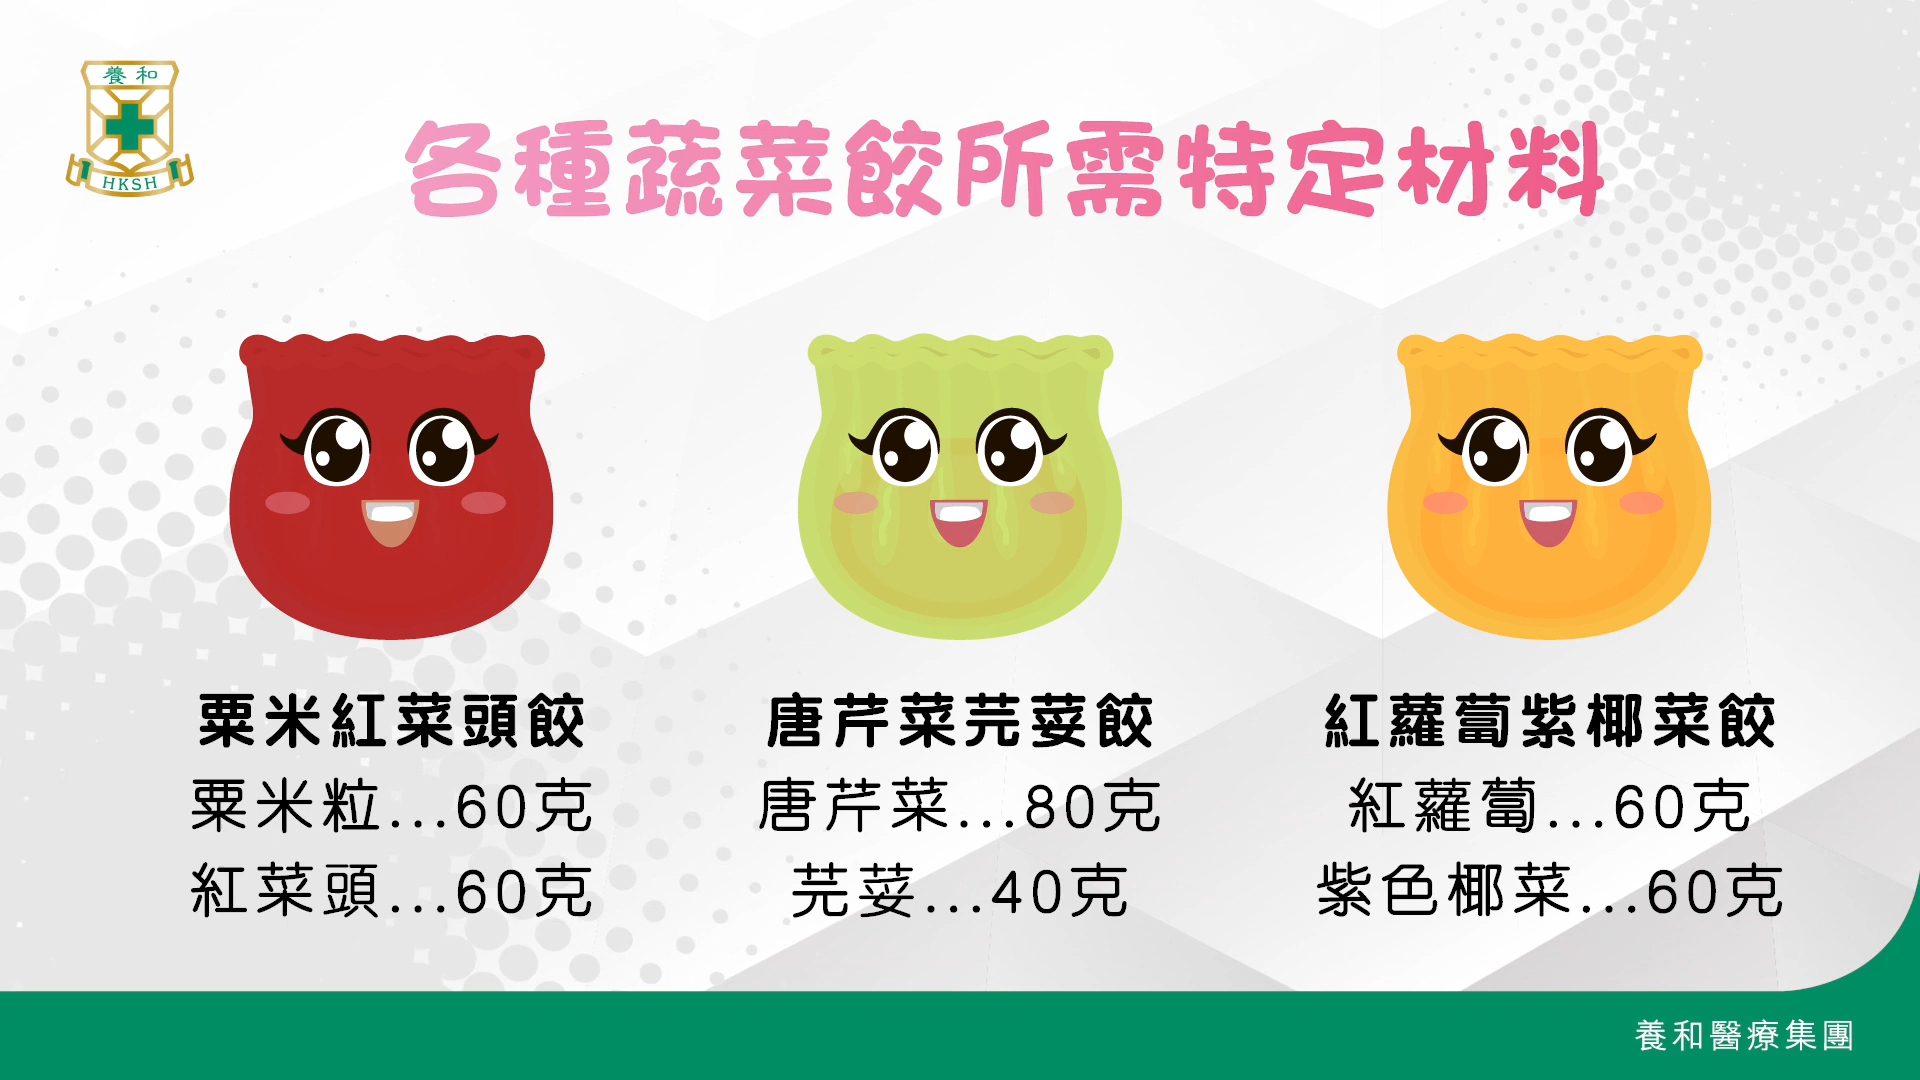 養和
HKSH
各種蔬菜餃所需特定材料
粟米紅菜頭餃
粟米粒...60克
紅菜頭...60克
唐芹菜芫荽餃
唐芹菜...80克
芫荽...40克
紅蘿蔔紫椰菜餃
紅蘿蔔...60克
紫色椰菜...60克
養和醫療集團